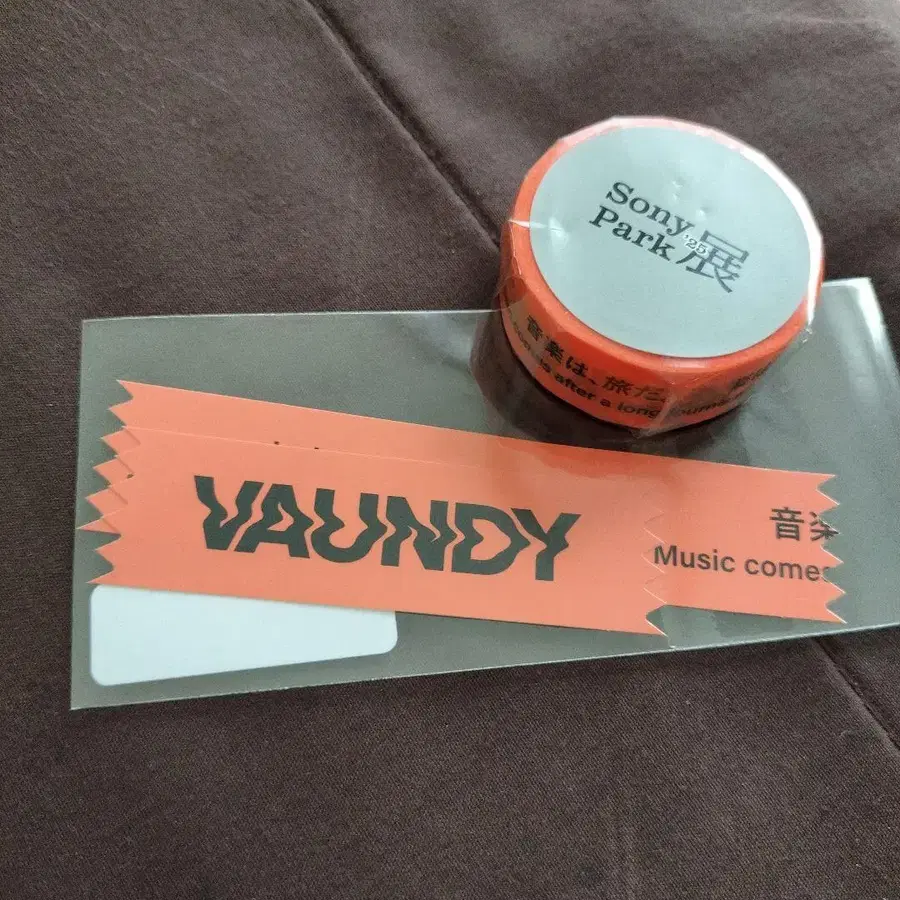 Sony
Park '25 展
音楽は、旅だ
after a long
VAUNDY
音楽
Music comes